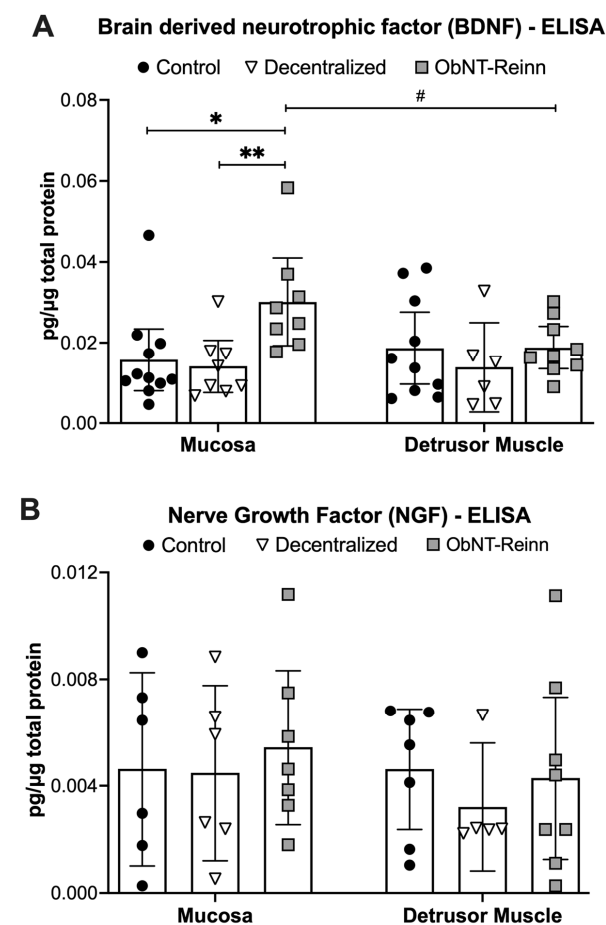 A
Brain derived neurotrophic factor (BDNF) - ELISA
Control Decentralized ObNT-Reinn
pg/µg total protein
0.08
0.06
0.04
0.02
0.00
#
*
**
Mucosa Detrusor Muscle
B
Nerve Growth Factor (NGF) - ELISA
Control Decentralized ObNT-Reinn
pg/µg total protein
0.012
0.008
0.004
0.000
Mucosa Detrusor Muscle